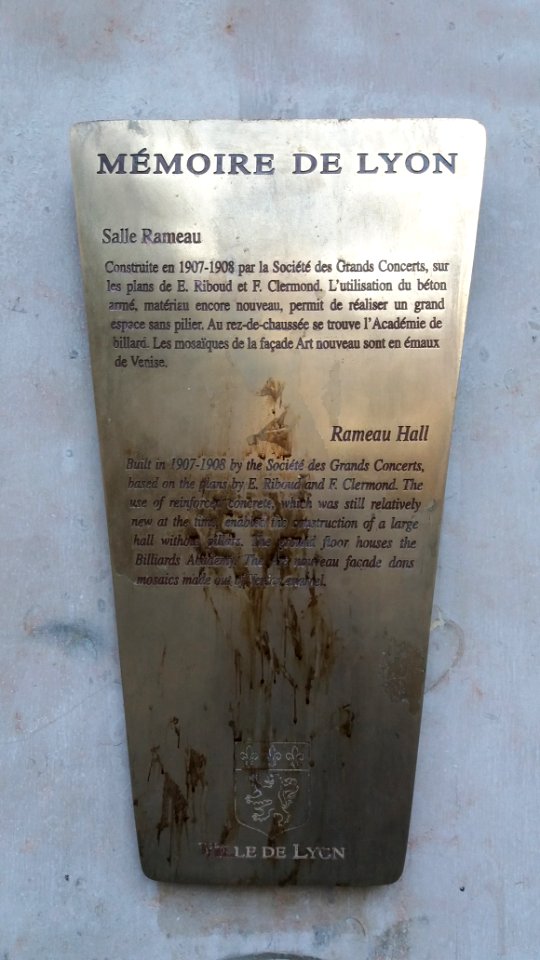 MÉMOIRE DE LYON
Salle Rameau
Construite en 1907-1908 par la Société des Grands Concerts, sur
les plans de E. Riboud et F. Clermond. L'utilisation du béton
armé, matériau encore nouveau, permit de réaliser un grand
espace sans pilier. Au rez-de-chaussée se trouve l'Académie de
billard. Les mosaïques de la façade Art nouveau sont en émaux
de Venise.
Rameau Hall
Built in 1907-1908 by the Société des Grands Concerts,
based on the plans by E. Riboud and F. Clermond. The
use of reinforced concrete, which was still relatively
new at the time, enabled the construction of a large
hall without pillars. The ground floor houses the
Billiards Academy. The Art nouveau façade dons
mosaics made out of Venice enamel.
VILLE DE LYON